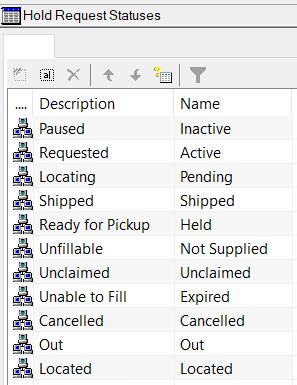 Hold Request Statuses
a|
.... Description Name
Paused Inactive
Requested Active
Locating Pending
Shipped Shipped
Ready for Pickup Held
Unfillable Not Supplied
Unclaimed Unclaimed
Unable to Fill Expired
Cancelled Cancelled
Out Out
Located Located